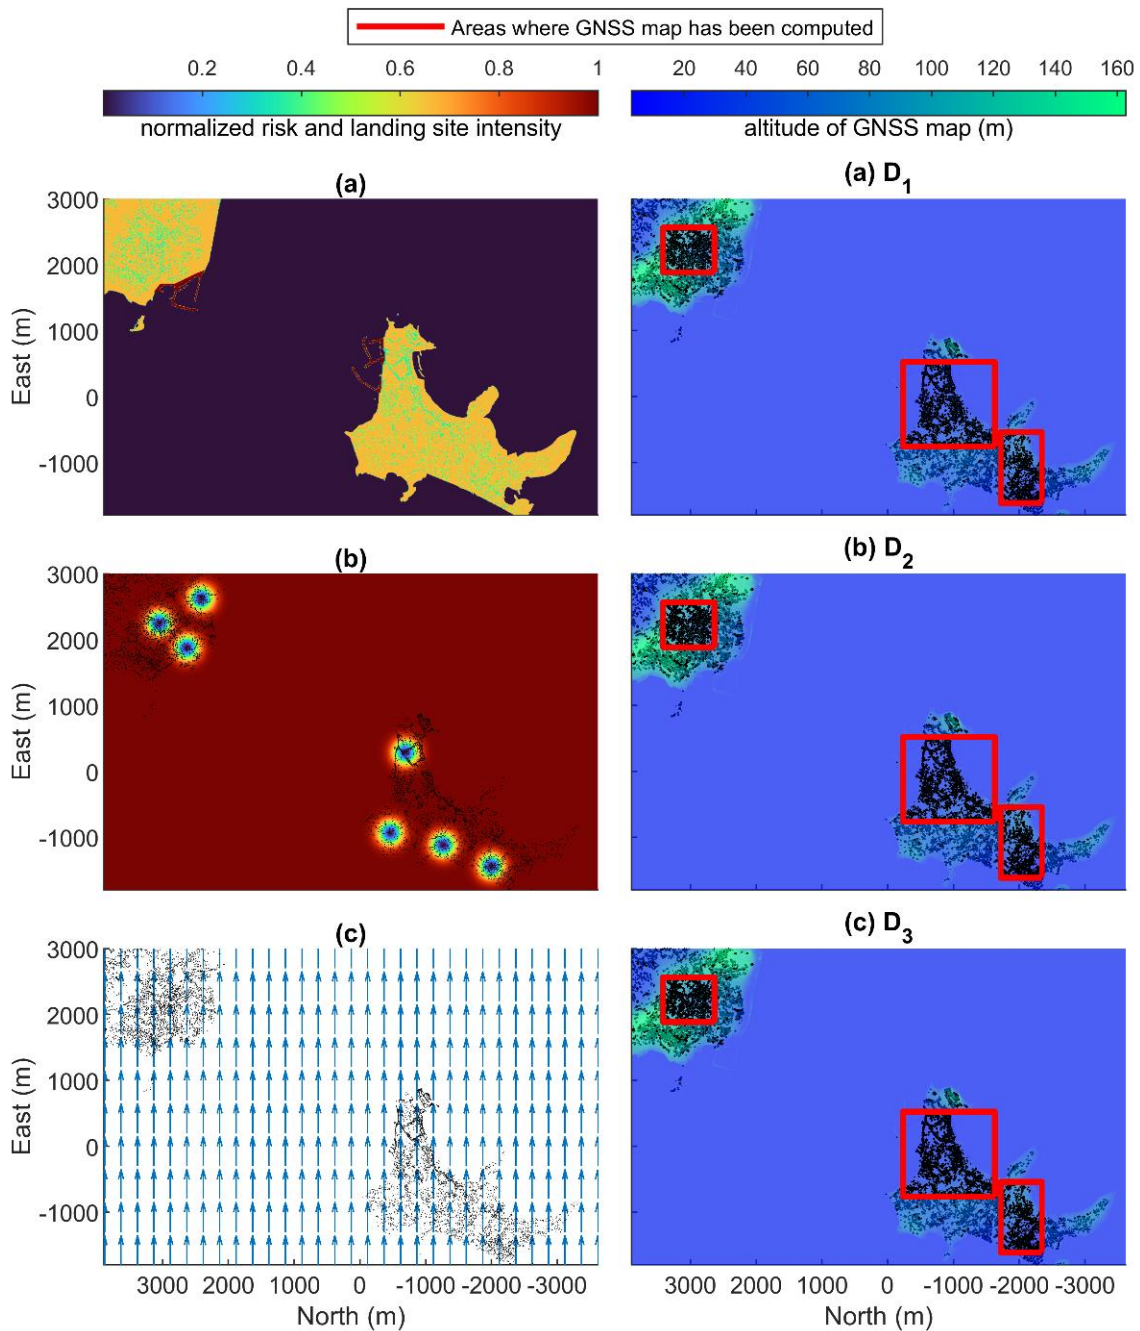 Areas where GNSS map has been computed
0.2 0.4 0.6 0.8 1
normalized risk and landing site intensity
20 40 60 80 100 120 140 160
altitude of GNSS map (m)
(a)
3000
2000
1000
0
-1000
East (m)
(a) D1
(b)
3000
2000
1000
0
-1000
East (m)
(b) D2
(c)
3000
2000
1000
0
-1000
East (m)
3000 2000 1000 0 -1000 -2000 -3000
North (m)
(c) D3
3000 2000 1000 0 -1000 -2000 -3000
North (m)